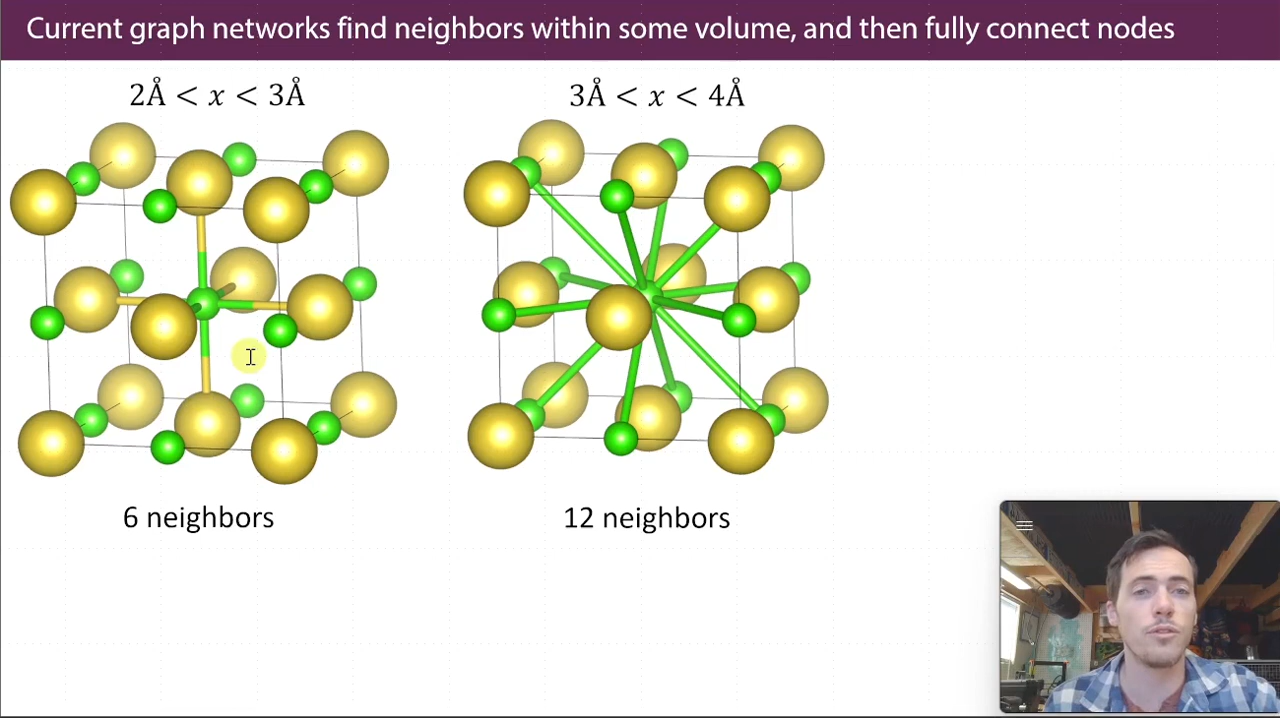 Current graph networks find neighbors within some volume, and then fully connect nodes
2Å < x < 3Å
3Å < x < 4Å
6 neighbors
12 neighbors